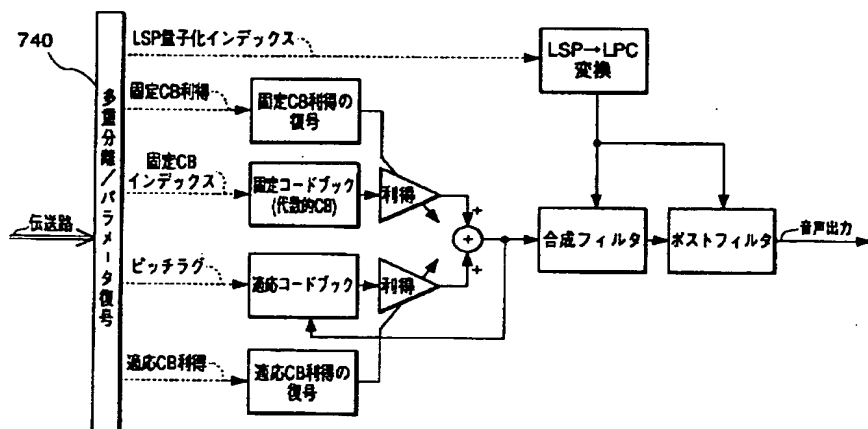 740
LSP量子化インデックス
LSP→LPC
変換
固定CB利得
固定CB利得の
復号
多重分離/パラメータ復号
固定CB
インデックス
固定コードブック
(代数的CB)
利得
+
伝送路
+
合成フィルタ
ポストフィルタ
音声出力
ピッチラグ
適応コードブック
利得
+
適応CB利得
適応CB利得の
復号